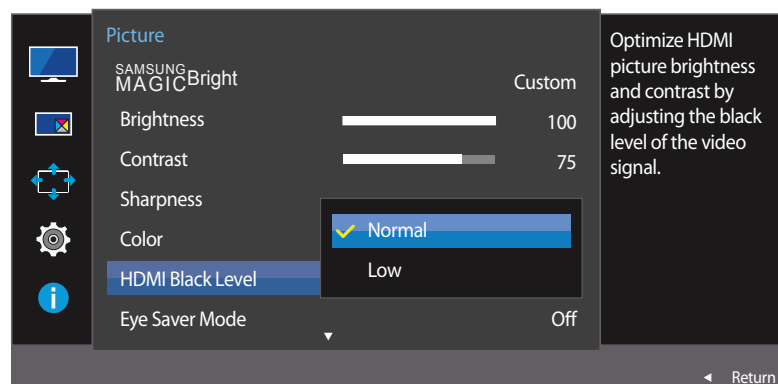 Picture
SAMSUNG
MAGICBright Custom
Brightness 100
Contrast 75
Sharpness
Color
HDMI Black Level
Eye Saver Mode Off
Normal
Low
Optimize HDMI
picture brightness
and contrast by
adjusting the black
level of the video
signal.
Return